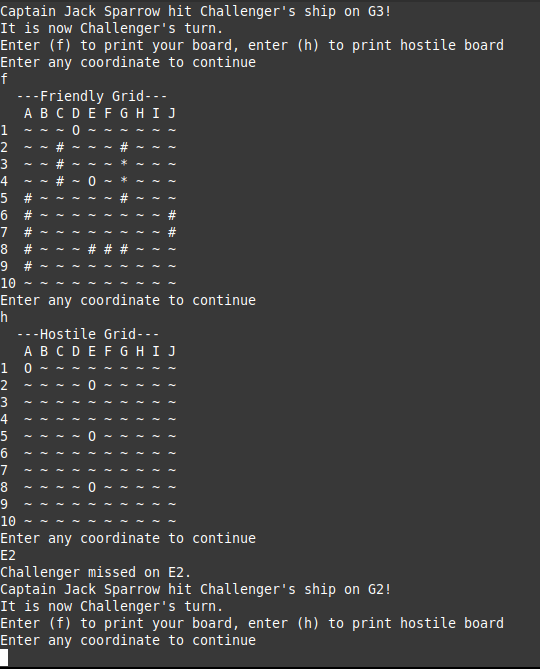 Captain Jack Sparrow hit Challenger's ship on G3!
It is now Challenger's turn.
Enter (f) to print your board, enter (h) to print hostile board
Enter any coordinate to continue
f
  ---Friendly Grid---
   A B C D E F G H I J
1  ~ ~ ~ O ~ ~ ~ ~ ~ ~
2  ~ ~ # ~ ~ ~ # ~ ~ ~
3  ~ ~ # ~ ~ ~ * ~ ~ ~
4  ~ ~ # ~ O ~ * ~ ~ ~
5  # ~ ~ ~ ~ ~ # ~ ~ ~
6  # ~ ~ ~ ~ ~ ~ ~ ~ #
7  # ~ ~ ~ ~ ~ ~ ~ ~ #
8  # ~ ~ ~ # # # ~ ~ ~
9  # ~ ~ ~ ~ ~ ~ ~ ~ ~
10 ~ ~ ~ ~ ~ ~ ~ ~ ~ ~
Enter any coordinate to continue
h
  ---Hostile Grid---
   A B C D E F G H I J
1  O ~ ~ ~ ~ ~ ~ ~ ~ ~
2  ~ ~ ~ ~ O ~ ~ ~ ~ ~
3  ~ ~ ~ ~ ~ ~ ~ ~ ~ ~
4  ~ ~ ~ ~ ~ ~ ~ ~ ~ ~
5  ~ ~ ~ ~ O ~ ~ ~ ~ ~
6  ~ ~ ~ ~ ~ ~ ~ ~ ~ ~
7  ~ ~ ~ ~ ~ ~ ~ ~ ~ ~
8  ~ ~ ~ ~ O ~ ~ ~ ~ ~
9  ~ ~ ~ ~ ~ ~ ~ ~ ~ ~
10 ~ ~ ~ ~ ~ ~ ~ ~ ~ ~
Enter any coordinate to continue
E2
Challenger missed on E2.
Captain Jack Sparrow hit Challenger's ship on G2!
It is now Challenger's turn.
Enter (f) to print your board, enter (h) to print hostile board
Enter any coordinate to continue